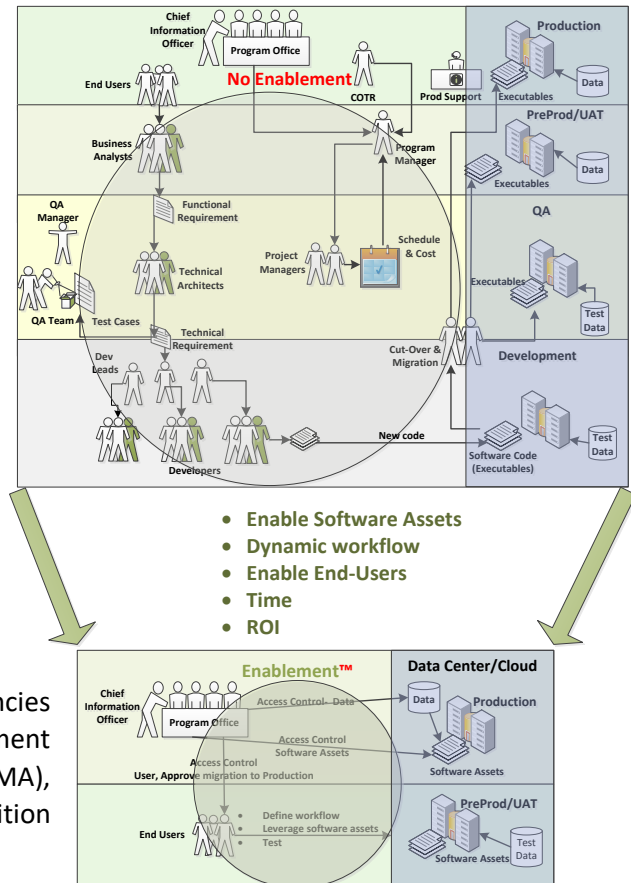 Chief
Information
Officer
Program Office
No Enablement
End Users
COTR
Prod Support
Executables
Production
Data
Business
Analysts
Program
Manager
PreProd/UAT
Executables
Data
QA
Manager
Functional
Requirement
QA
Technical
Architects
Project
Managers
Schedule
& Cost
Executables
QA Team
Test Cases
Test
Data
Technical
Requirement
Dev
Leads
Cut-Over &
Migration
Development
Developers
New code
Software Code
(Executables)
Test
Data
• Enable Software Assets
• Dynamic workflow
• Enable End-Users
• Time
• ROI
Enablement™
Data Center/Cloud
Chief
Information
Officer
Program Office
Access Control- Data
Data
Production
Access Control
Software Assets
Software Assets
Access Control
User, Approve migration to Production
ncies
ment
MA),
ition
End Users
• Define workflow
• Leverage software assets
• Test
PreProd/UAT
Software Assets
Test
Data